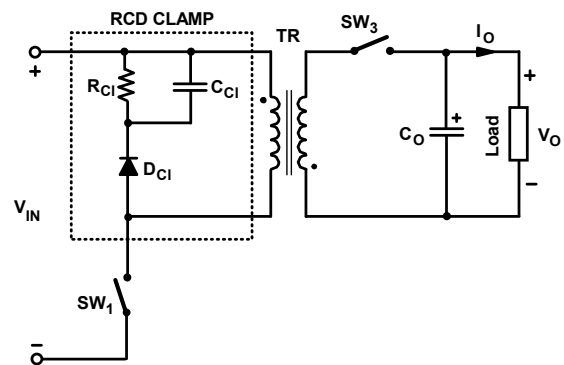 RCD CLAMP
TR
SW3
IO
+
+
RCl
CCl
+
CO
Load
VO
DCl
−
VIN
SW1
−